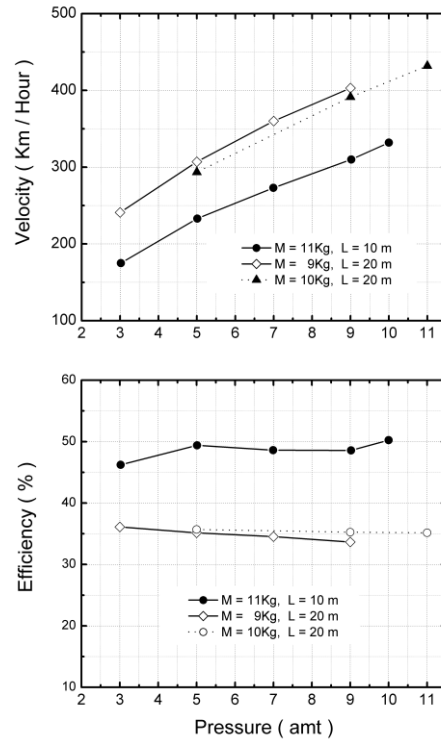 500
400
300
200
100
Velocity ( Km / Hour )
M = 11Kg, L = 10 m
M = 9Kg, L = 20 m
M = 10Kg, L = 20 m
2 3 4 5 6 7 8 9 10 11
60
50
40
30
20
10
Efficiency ( % )
M = 11Kg, L = 10 m
M = 9Kg, L = 20 m
M = 10Kg, L = 20 m
2 3 4 5 6 7 8 9 10 11
Pressure ( amt )